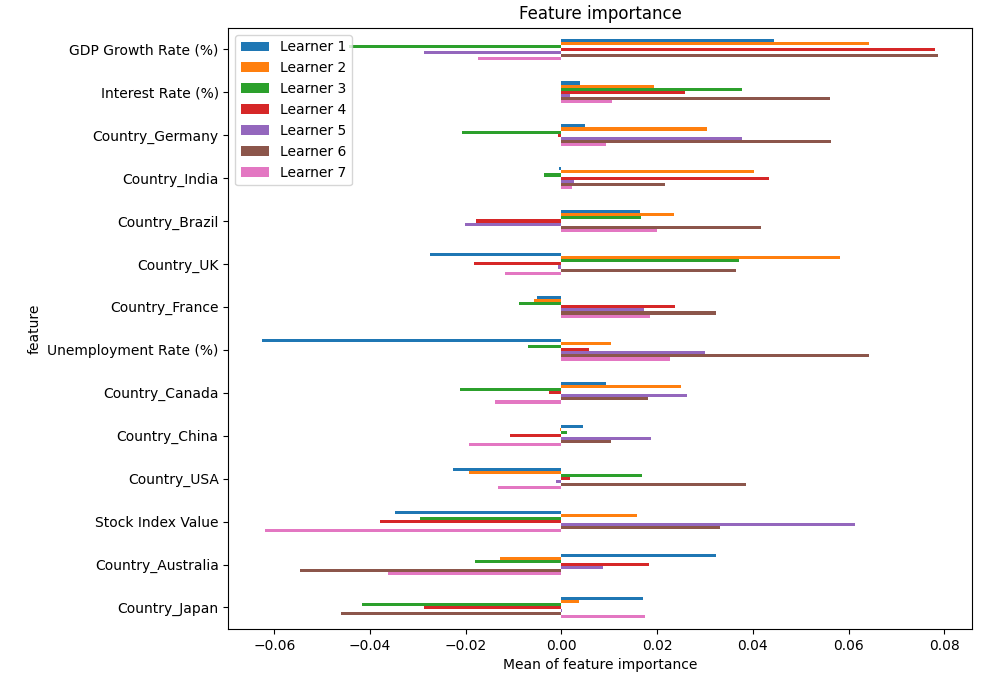 Feature importance
GDP Growth Rate (%)
Interest Rate (%)
Country_Germany
Country_India
Country_Brazil
Country_UK
Country_France
Unemployment Rate (%)
Country_Canada
Country_China
Country_USA
Stock Index Value
Country_Australia
Country_Japan
feature
Learner 1
Learner 2
Learner 3
Learner 4
Learner 5
Learner 6
Learner 7
−0.06 −0.04 −0.02 0.00 0.02 0.04 0.06 0.08
Mean of feature importance